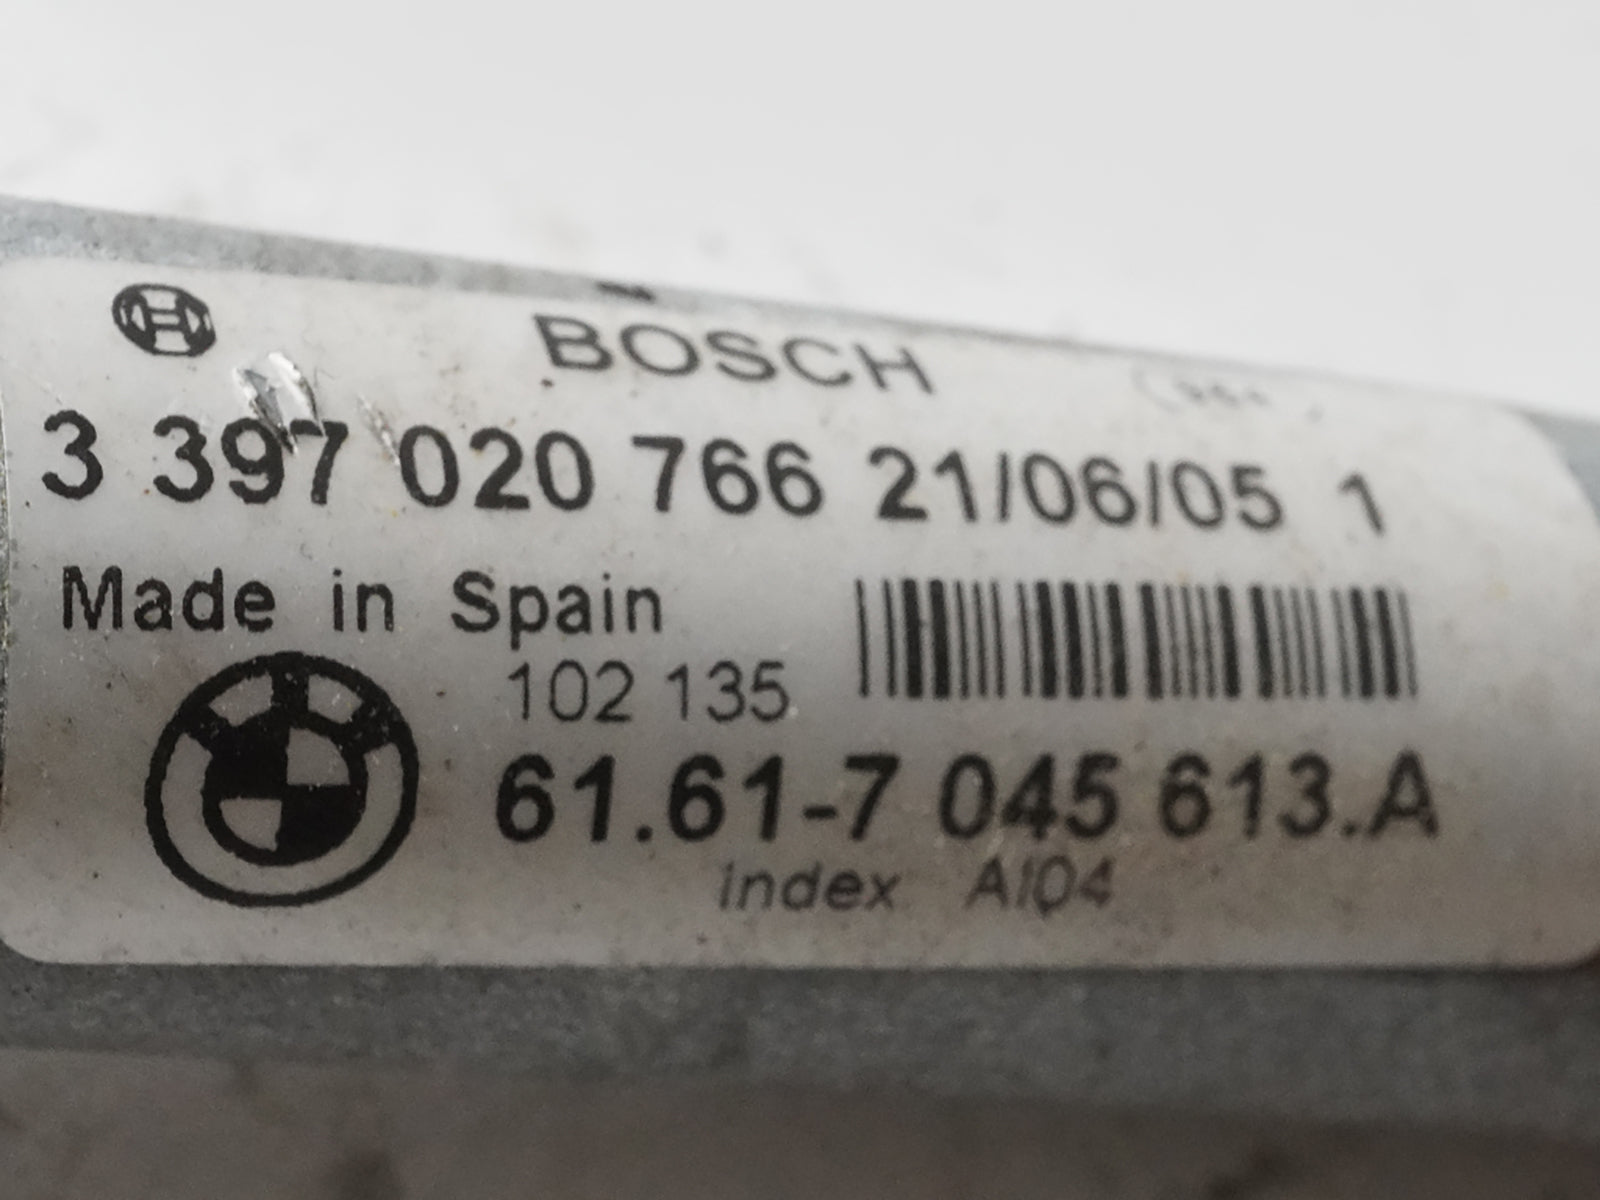 BOSCH
3 397 020 766 21/06/05 1
Made in Spain
102 135
61.61-7 045 613.A
index AI04